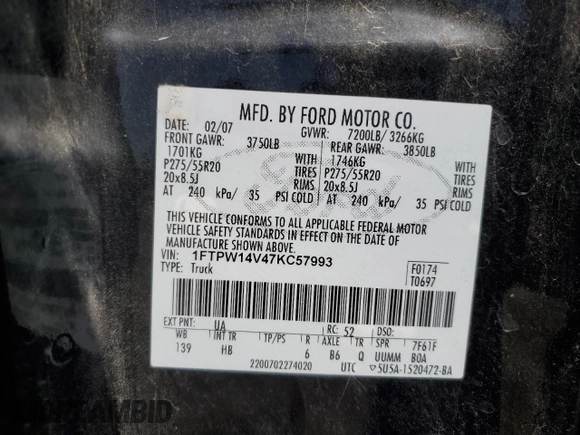 MFD. BY FORD MOTOR CO.
DATE: 02/07 GVWR: 7200LB/ 3266KG
FRONT GAWR: 3750LB REAR GAWR: 3850LB
1701KG WITH 1746KG WITH
P275/55R20 TIRES P275/55R20 TIRES
20x8.5J RIMS 20x8.5J RIMS
AT 240 kPa/ 35 PSI COLD AT 240 kPa/ 35 PSI COLD
THIS VEHICLE CONFORMS TO ALL APPLICABLE FEDERAL MOTOR
VEHICLE SAFETY STANDARDS IN EFFECT ON THE DATE OF
MANUFACTURE SHOWN ABOVE.
VIN: 1FTPW14V47KC57993
TYPE: Truck
F0174
T0697
EXT PNT: UA RC: 52 DSO:
WB INT TR TP/PS R AXLE TR SPR 7F61F
139 HB 6 B6 Q UUMM BOA
2200702274020 UTC 5U5A-1520472-BA
Ford